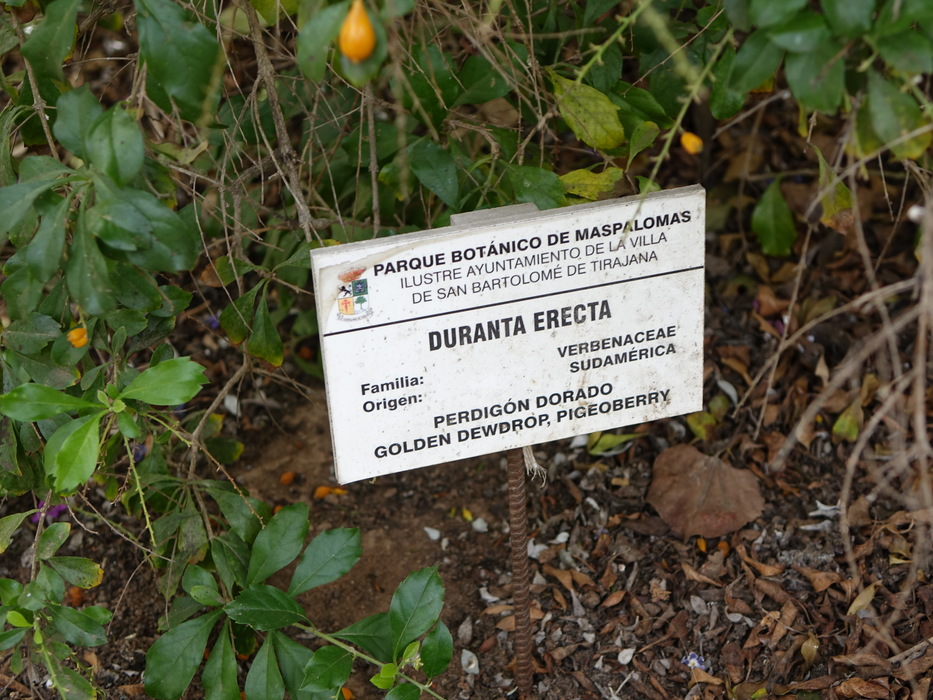 PARQUE BOTÁNICO DE MASPALOMAS
ILUSTRE AYUNTAMIENTO DE LA VILLA
DE SAN BARTOLOMÉ DE TIRAJANA
DURANTA ERECTA
Familia: VERBENACEAE
Origén: SUDAMÉRICA
PERDIGÓN DORADO
GOLDEN DEWDROP, PIGEOBERRY